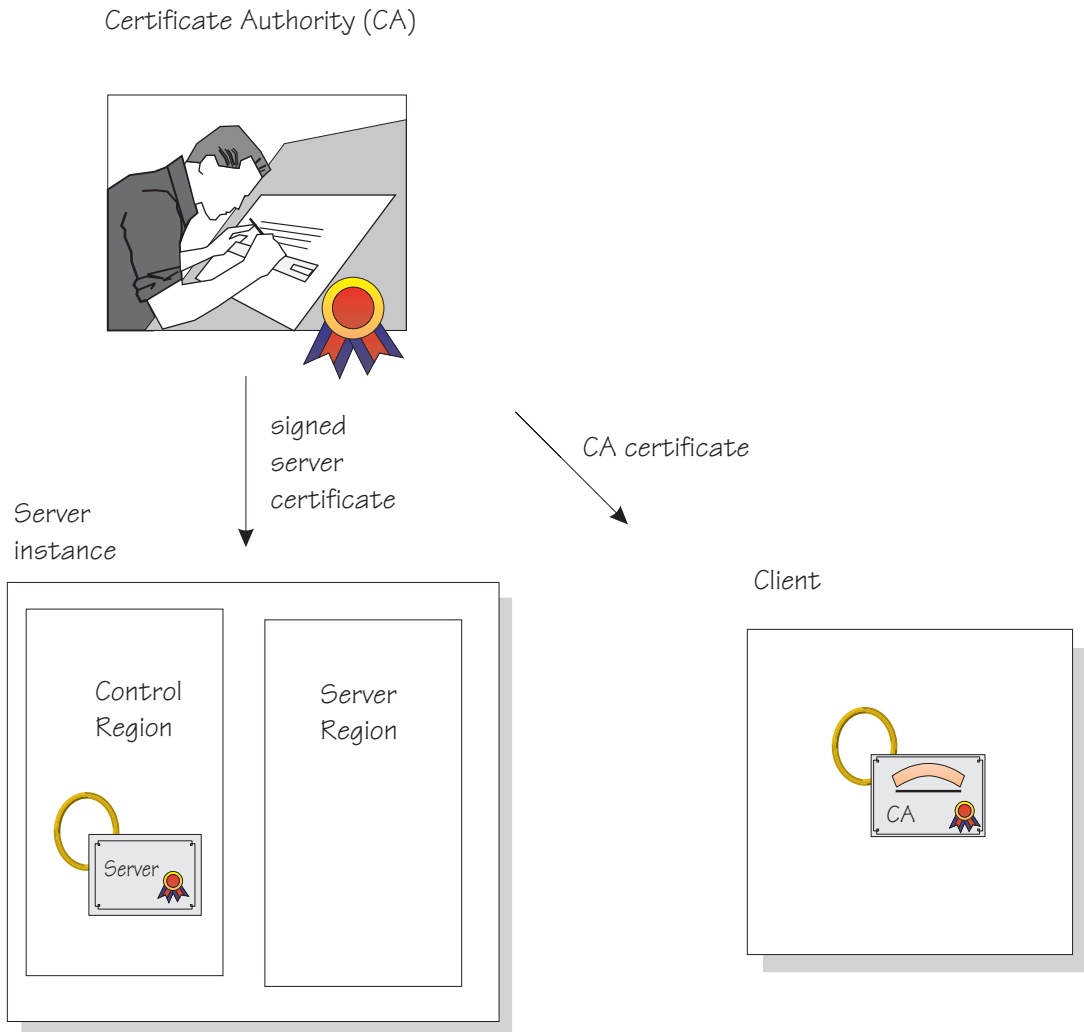 Certificate Authority (CA)
signed
server
certificate
CA certificate
Server
instance
Client
Control
Region
Server
Region
Server
CA